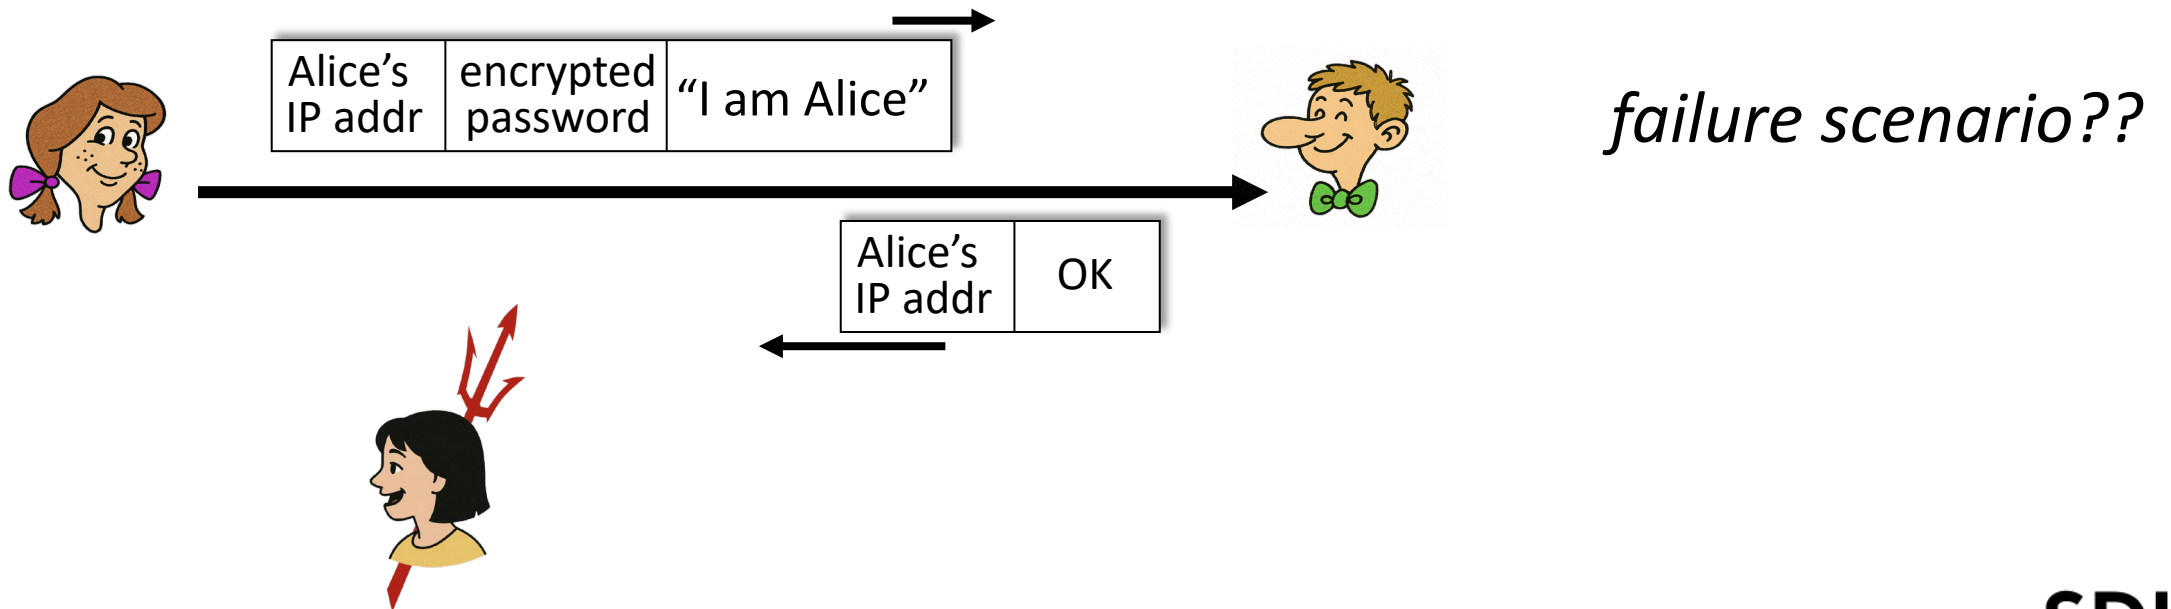 Alice’s
IP addr
encrypted
password
“I am Alice”
failure scenario??
Alice’s
IP addr
OK